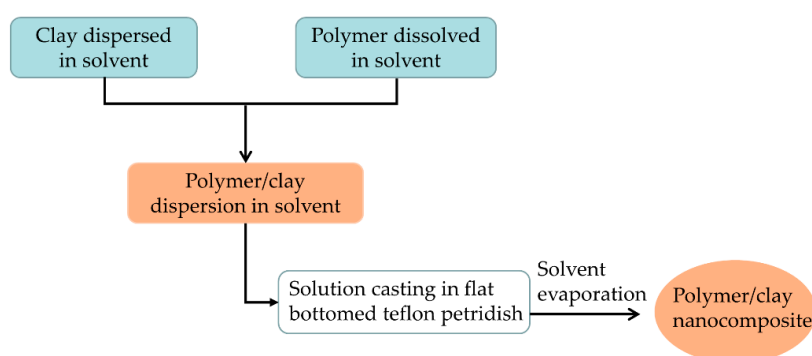 Clay dispersed
in solvent
Polymer dissolved
in solvent
Polymer/clay
dispersion in solvent
Solution casting in flat
bottomed teflon petridish
Solvent
evaporation
Polymer/clay
nanocomposite